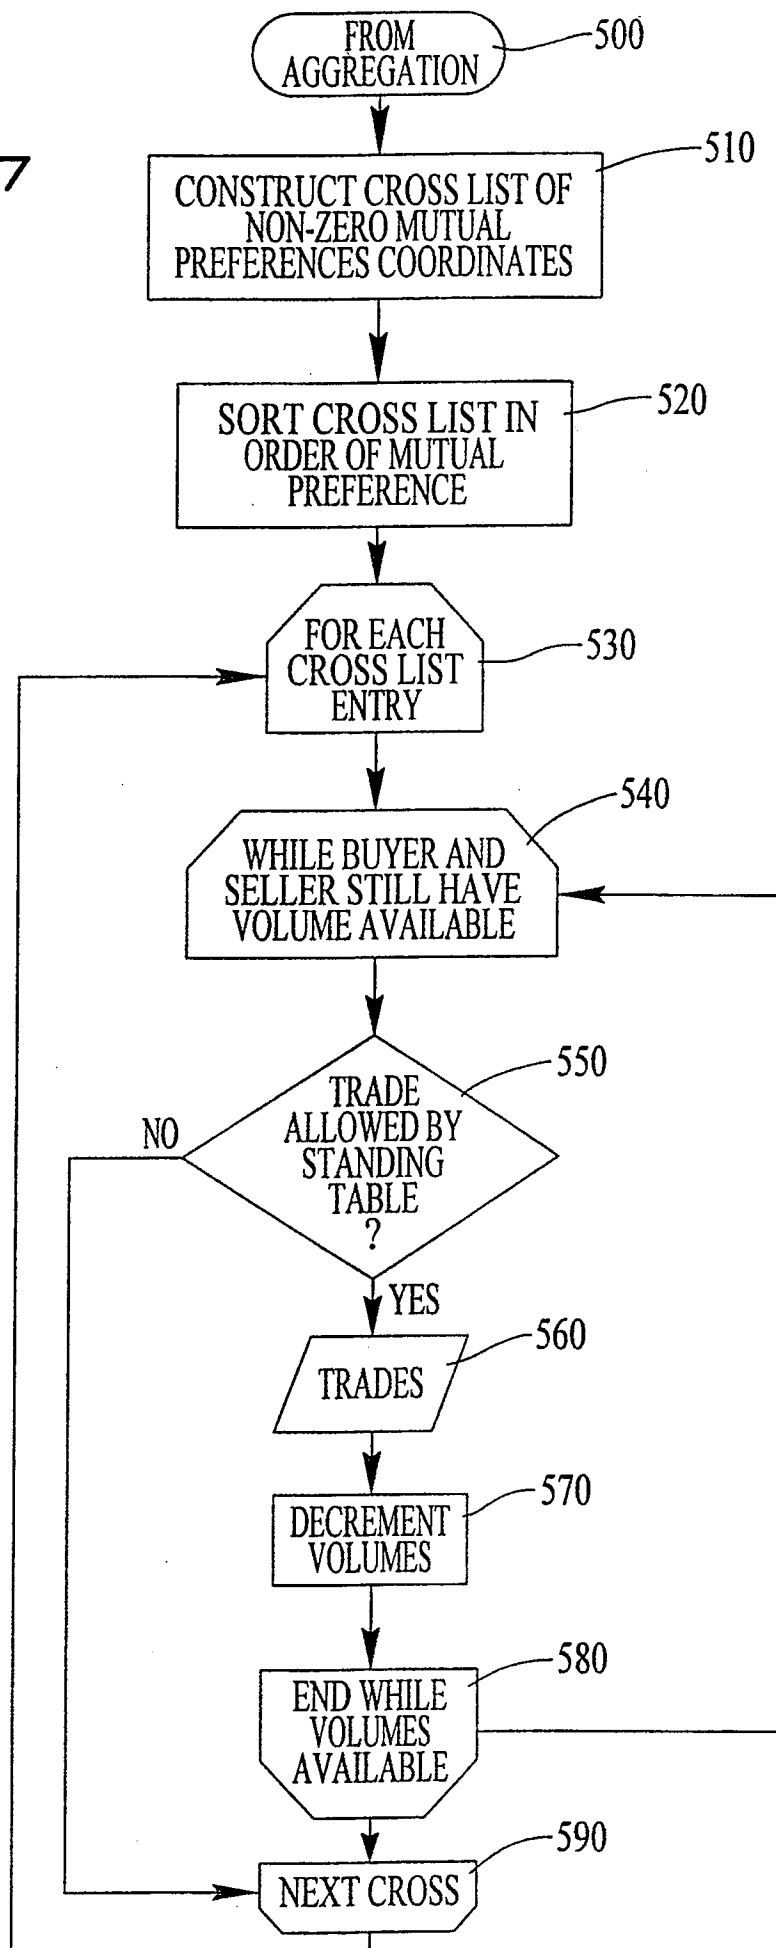 FROM
AGGREGATION
500
7
CONSTRUCT CROSS LIST OF
NON-ZERO MUTUAL
PREFERENCES COORDINATES
510
SORT CROSS LIST IN
ORDER OF MUTUAL
PREFERENCE
520
FOR EACH
CROSS LIST
ENTRY
530
WHILE BUYER AND
SELLER STILL HAVE
VOLUME AVAILABLE
540
TRADE
ALLOWED BY
STANDING
TABLE
?
550
NO
YES
TRADES
560
DECREMENT
VOLUMES
570
END WHILE
VOLUMES
AVAILABLE
580
NEXT CROSS
590